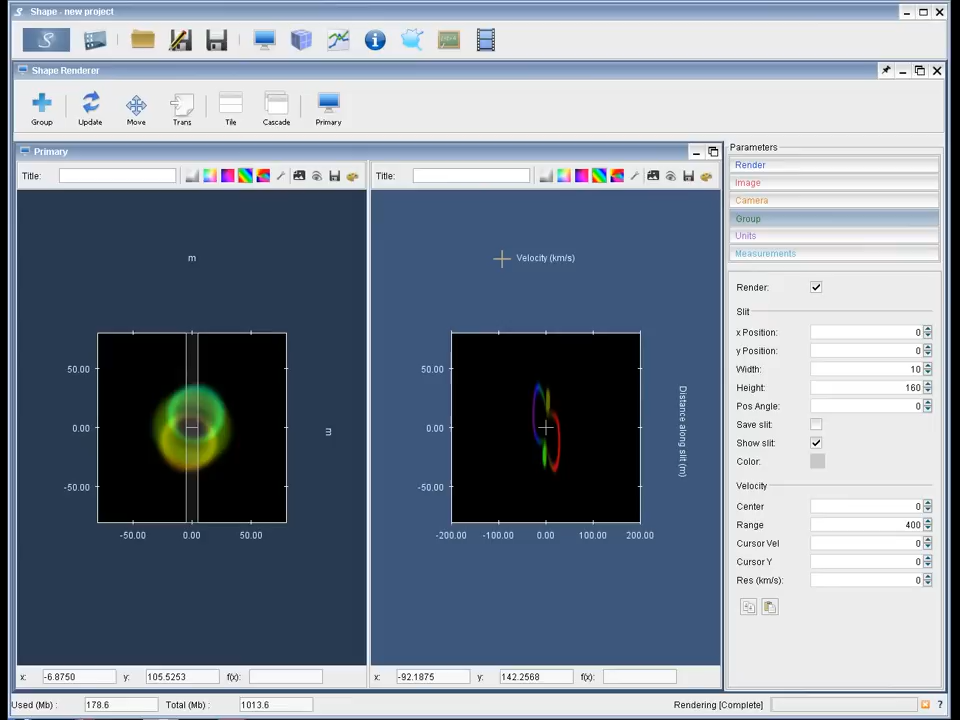 Shape - new project
Shape Renderer
Group
Update
Move
Trans
Tile
Cascade
Primary
Primary
Title:
Title:
m
50.00
0.00
-50.00
-50.00
0.00
50.00
m
Velocity (km/s)
50.00
0.00
-50.00
-200.00
-100.00
0.00
100.00
200.00
Distance along slit (m)
x:
-6.8750
y:
105.5253
f(x):
x:
-92.1875
y:
142.2568
f(x):
Parameters
Render
Image
Camera
Group
Units
Measurements
Render:
Slit
x Position:
0
y Position:
0
Width:
10
Height:
160
Pos Angle:
0
Save slit:
Show slit:
Color:
Velocity
Center
0
Range
400
Cursor Vel
0
Cursor Y
0
Res (km/s):
0
Used (Mb) :
178.6
Total (Mb) :
1013.6
Rendering [Complete]
?